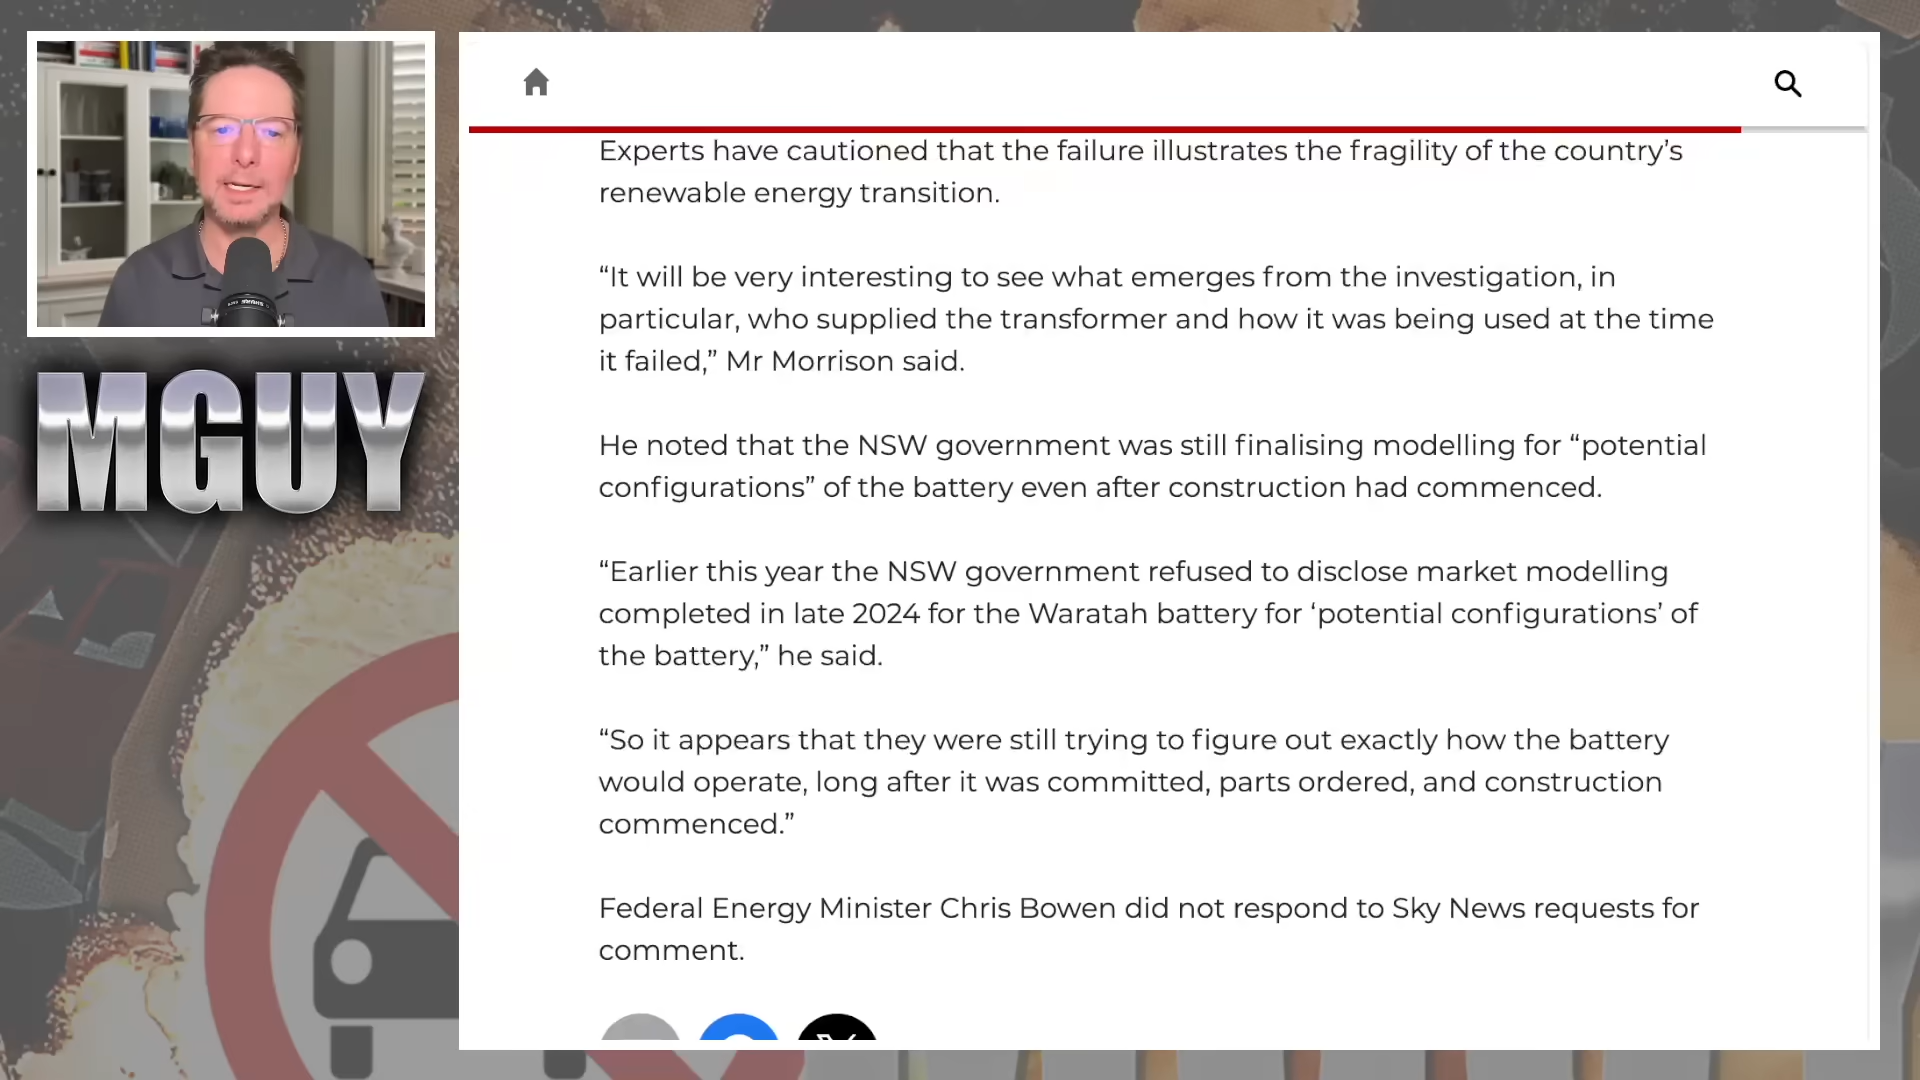 MGUY
Experts have cautioned that the failure illustrates the fragility of the country’s
renewable energy transition.
“It will be very interesting to see what emerges from the investigation, in
particular, who supplied the transformer and how it was being used at the time
it failed,” Mr Morrison said.
He noted that the NSW government was still finalising modelling for “potential
configurations” of the battery even after construction had commenced.
“Earlier this year the NSW government refused to disclose market modelling
completed in late 2024 for the Waratah battery for ‘potential configurations’ of
the battery,” he said.
“So it appears that they were still trying to figure out exactly how the battery
would operate, long after it was committed, parts ordered, and construction
commenced.”
Federal Energy Minister Chris Bowen did not respond to Sky News requests for
comment.